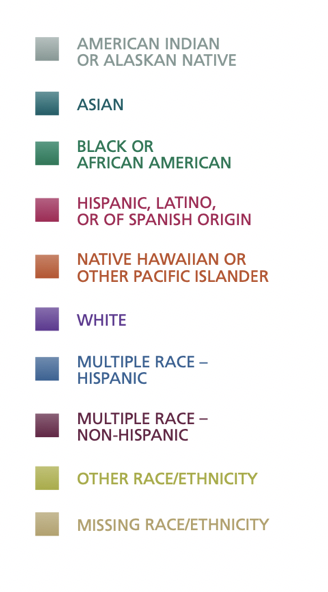 AMERICAN INDIAN
OR ALASKAN NATIVE
ASIAN
BLACK OR
AFRICAN AMERICAN
HISPANIC, LATINO,
OR OF SPANISH ORIGIN
NATIVE HAWAIIAN OR
OTHER PACIFIC ISLANDER
WHITE
MULTIPLE RACE –
HISPANIC
MULTIPLE RACE –
NON-HISPANIC
OTHER RACE/ETHNICITY
MISSING RACE/ETHNICITY